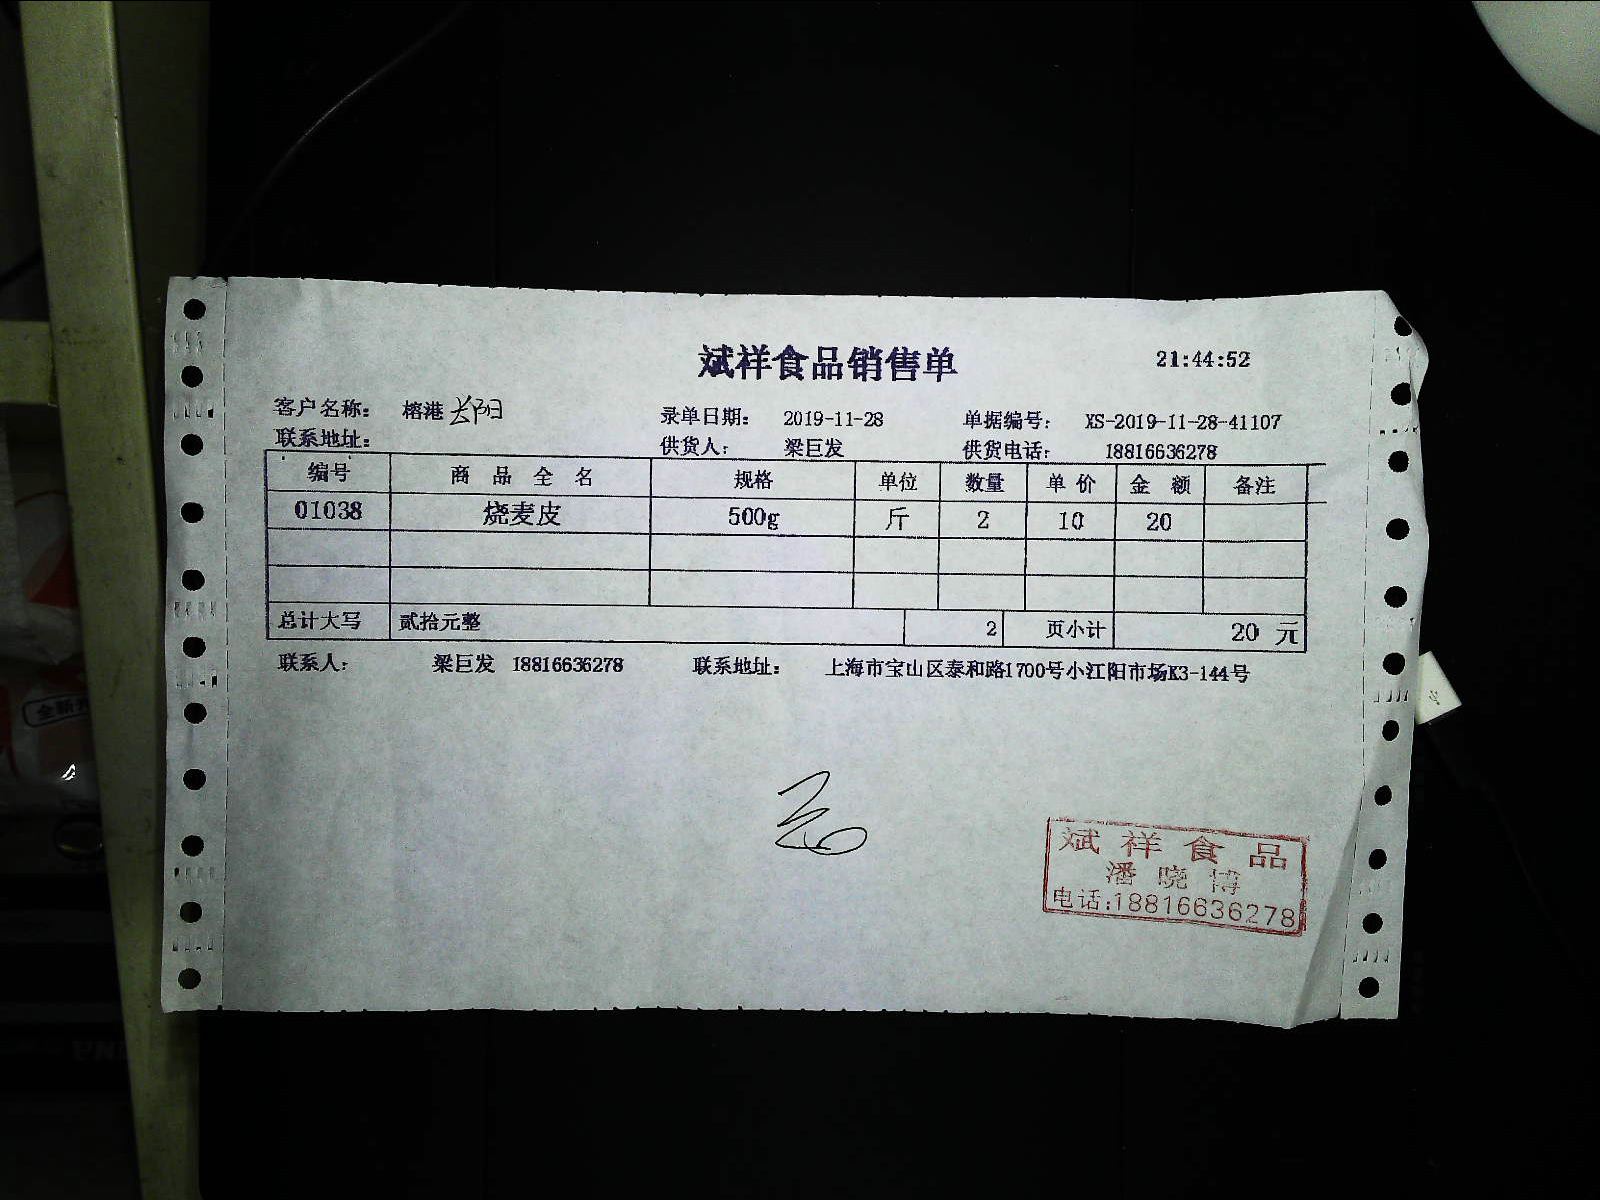 斌祥食品销售单 21:44:52
客户名称： 榕港 长阳 录单日期： 2019-11-28 单据编号： XS-2019-11-28-41107
联系地址： 供货人： 梁巨发 供货电话： 18816636278
编号 商品全名 规格 单位 数量 单价 金额 备注
01038 烧麦皮 500g 斤 2 10 20
总计大写 贰拾元整 2 页小计 20 元
联系人： 梁巨发 18816636278 联系地址： 上海市宝山区泰和路1700号小江阳市场K3-144号
斌祥食品
潘晓博
电话:18816636278
全新